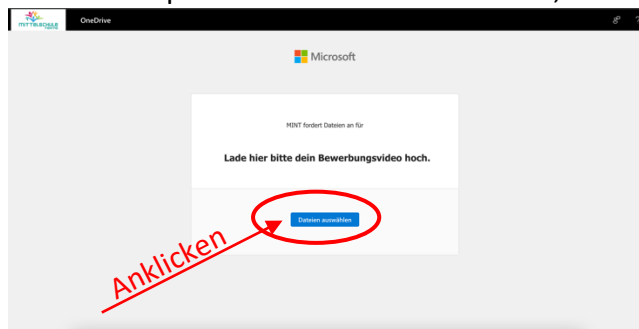 MITTELSCHULE
OneDrive
Microsoft
MINT fordert Dateien an für
Lade hier bitte dein Bewerbungsvideo hoch.
Dateien auswählen
Anklicken